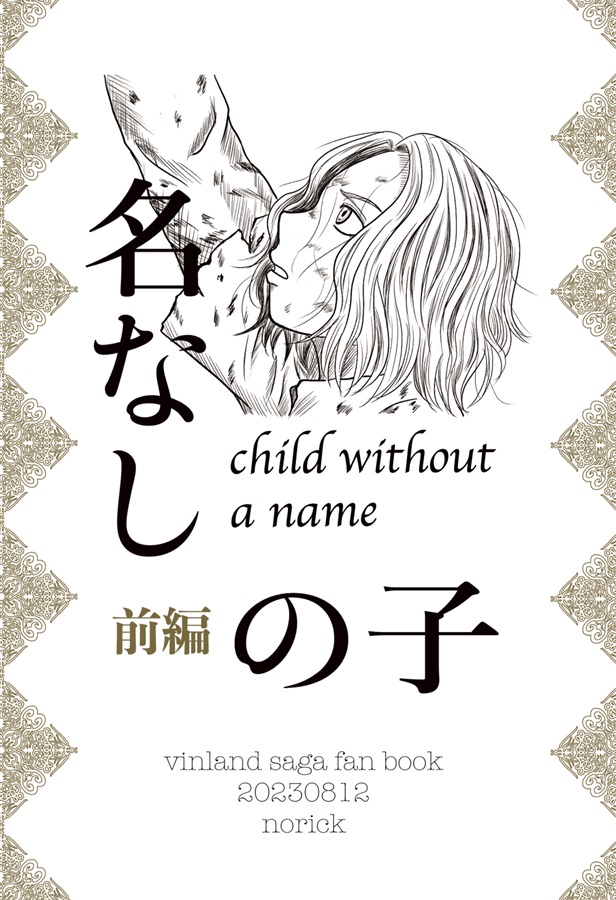 名なし
の子
child without
a name
前編
vinland saga fan book
20230812
norick